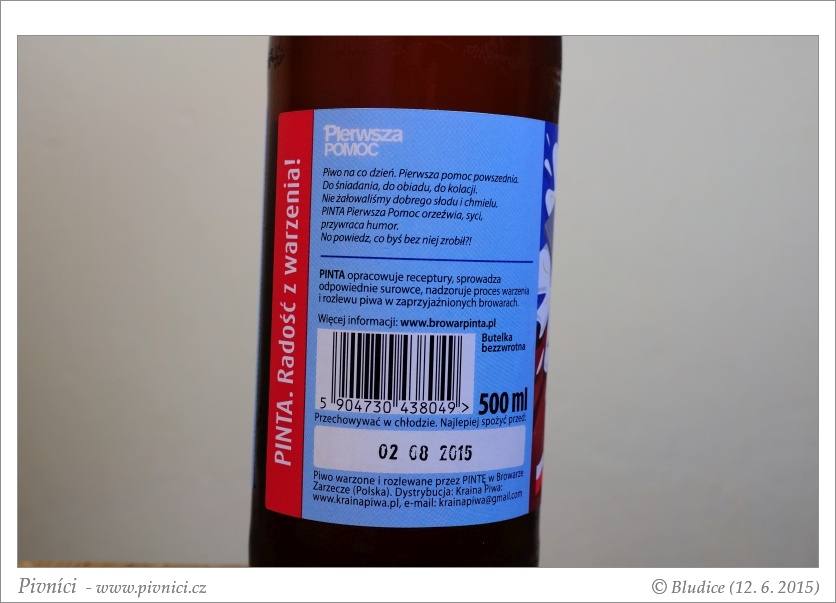 Pierwsza
POMOC
Piwo na co dzień. Pierwsza pomoc powszednia.
Do śniadania, do obiadu, do kolacji.
Nie żałowaliśmy dobrego słodu i chmielu.
PINTA Pierwsza Pomoc orzeźwia, syci,
przywraca humor.
No powiedz, co byś bez niej zrobił?!
PINTA opracowuje receptury, sprowadza
odpowiednie surowce, nadzoruje proces warzenia
i rozlewu piwa w zaprzyjaźnionych browarach.
Więcej informacji: www.browarpinta.pl
Butelka
bezzwrotna
5 904730 438049 >
500 ml
Przechowywać w chłodzie. Najlepiej spożyć przed:
02 08 2015
Piwo warzone i rozlewane przez PINTĘ w Browarze
Zarzecze (Polska). Dystrybucja: Kraina Piwa:
www.krainapiwa.pl, e-mail: krainapiwa@gmail.com
PINTA. Radość z warzenia!
Pivníci - www.pivnici.cz
© Bludice (12. 6. 2015)